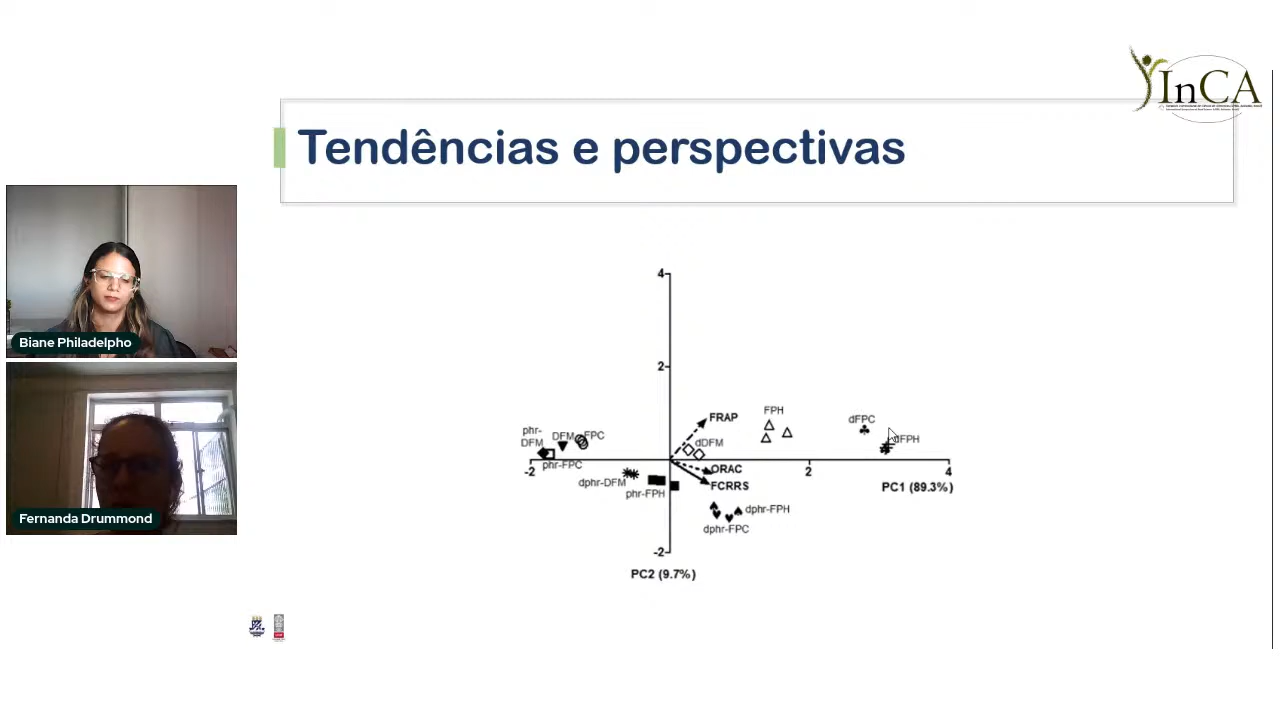 InCA
Tendências e perspectivas
Biane Philadelpho
Fernanda Drummond
4
2
FRAP
FPH
dFPC
dFPH
phr-
DFM
DFM
FPC
dDFM
phr-FPC
-2
2
4
ORAC
FCRRS
PC1 (89.3%)
dphr-DFM
phr-FPH
dphr-FPH
dphr-FPC
-2
PC2 (9.7%)